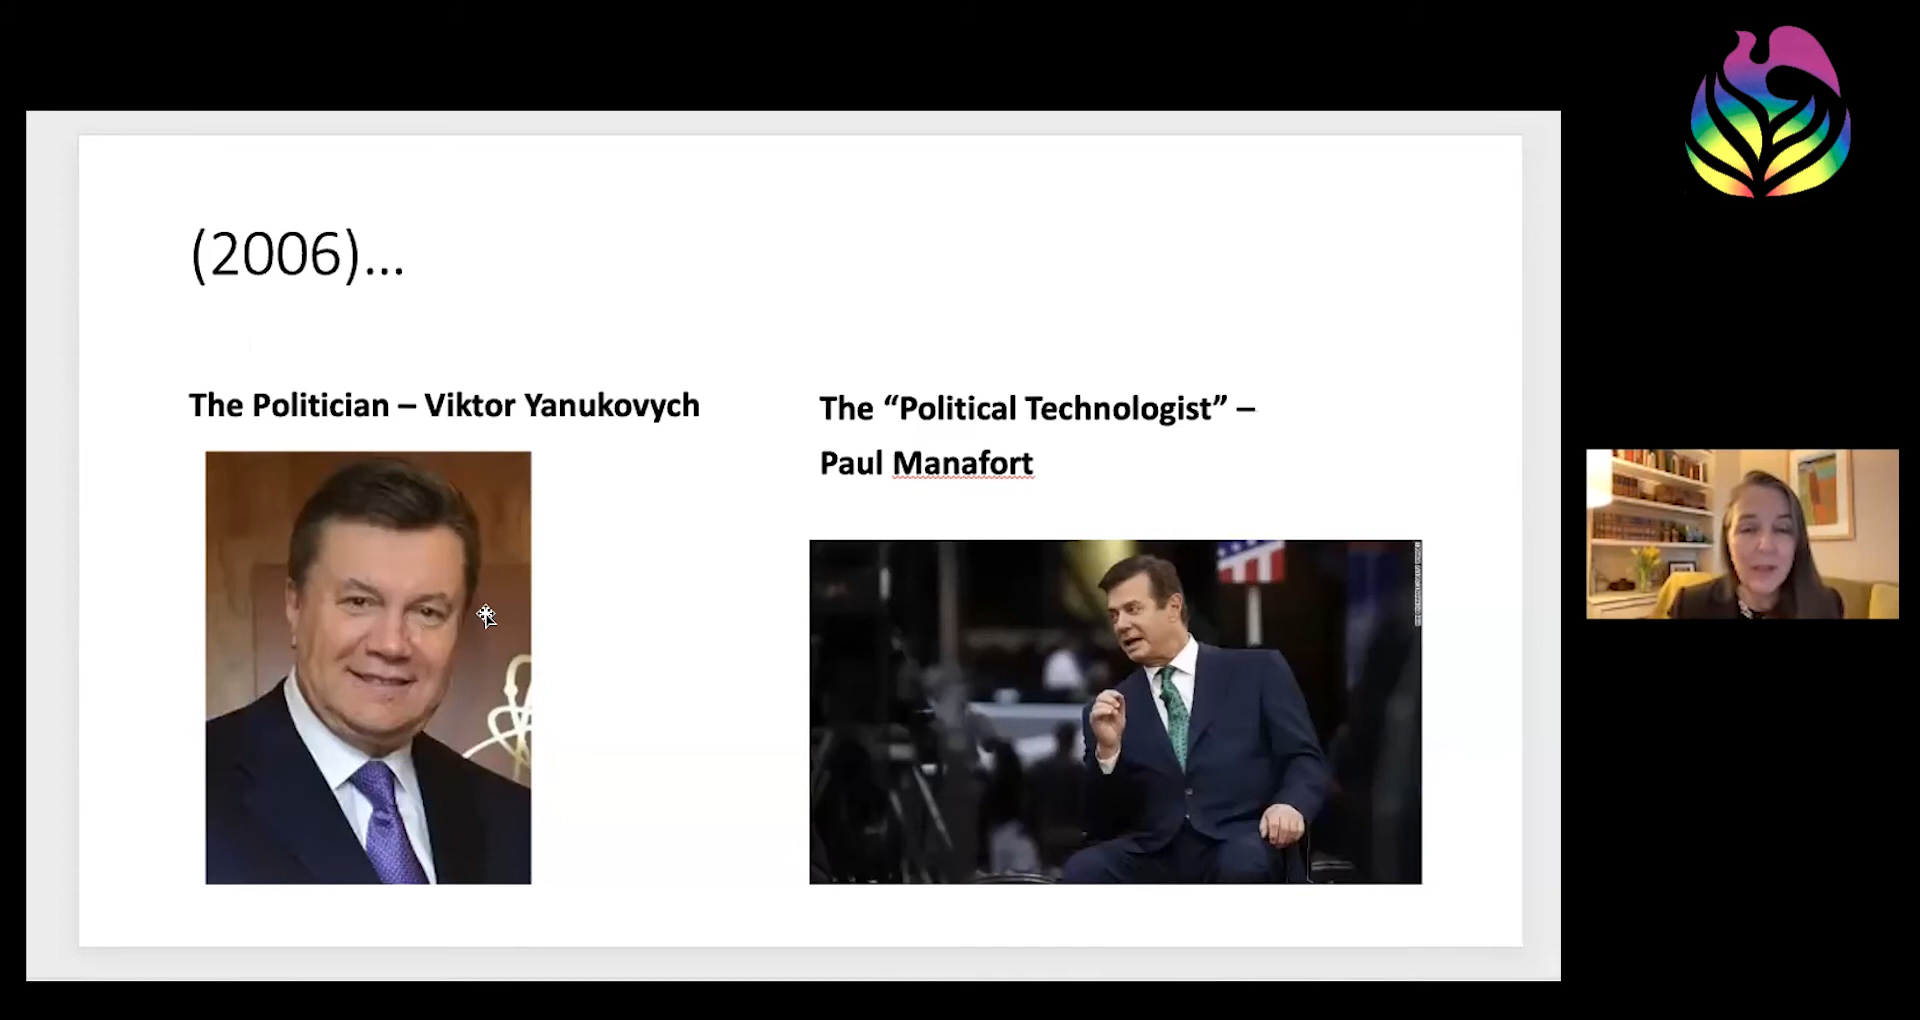 (2006)...
The Politician – Viktor Yanukovych
The “Political Technologist” –
Paul Manafort